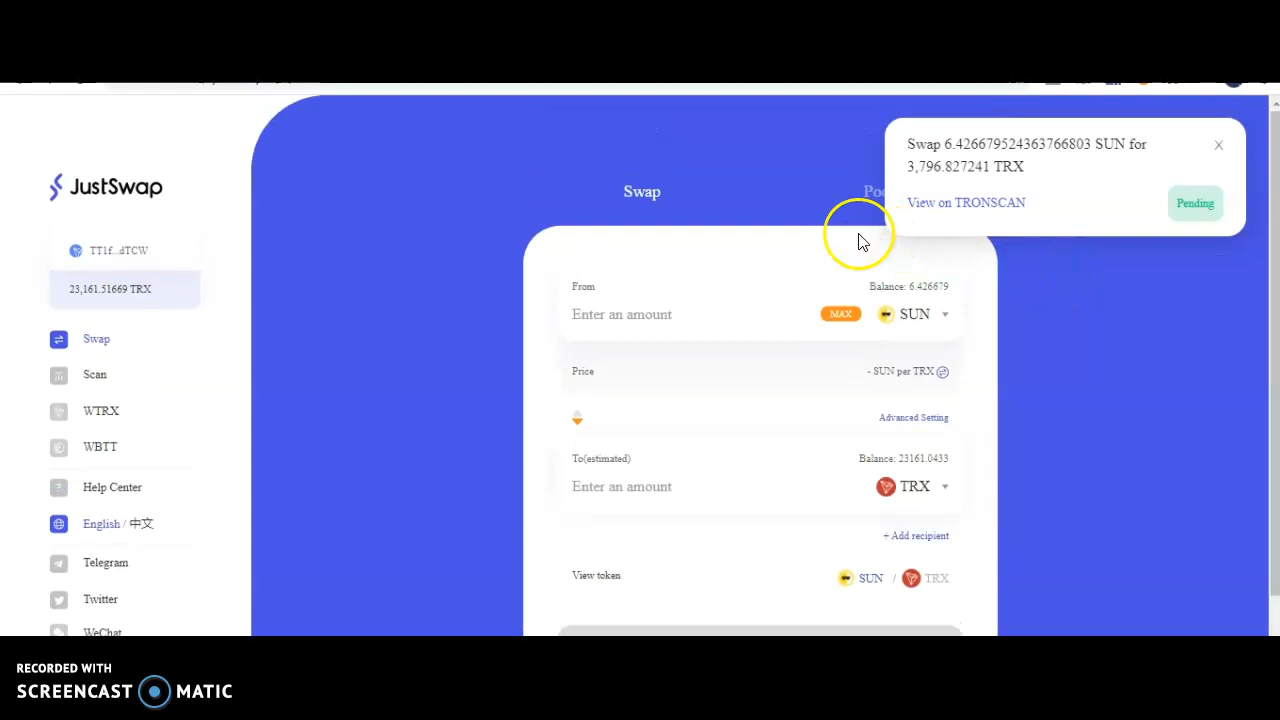 Swap 6.426679524363766803 SUN for
3,796.827241 TRX
View on TRONSCAN
Pending
JustSwap
Swap
TT1f...dTCW
23,161.51669 TRX
Swap
Scan
WTRX
WBTT
Help Center
English / 中文
Telegram
Twitter
WeChat
From
Balance: 6.426679
Enter an amount
MAX
SUN
Price
- SUN per TRX
Advanced Setting
To(estimated)
Balance: 23161.0433
Enter an amount
TRX
+ Add recipient
View token
SUN / TRX
RECORDED WITH
SCREENCAST MATIC